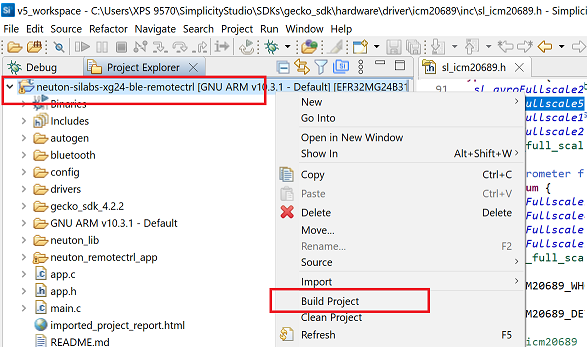 v5_workspace - C:\Users\XPS 9570\SimplicityStudio\SDKs\gecko_sdk\hardware\driver\icm20689\inc\sl_icm20689.h - Simplicity
File Edit Source Refactor Navigate Search Project Run Window Help
Debug
Project Explorer
sl_icm20689.h
neuton-silabs-xg24-ble-remotectrl [GNU ARM v10.3.1 - Default] [EFR32MG24B31
Binaries
Includes
autogen
bluetooth
config
drivers
gecko_sdk_4.2.2
GNU ARM v10.3.1 - Default
neuton_lib
neuton_remotectrl_app
app.c
app.h
main.c
imported_project_report.html
README.md
New
Go Into
Open in New Window
Show In Alt+Shift+W
Copy Ctrl+C
Paste Ctrl+V
Delete Delete
Move...
Rename... F2
Source
Import
Build Project
Clean Project
Refresh F5
91
sl_gyroFullscale2
Fullscale5
Fullscale1
Fullscale2
full_scal
rometer f
um {
Fullscale
Fullscale
Fullscale
Fullscale
_full_sca
M20689_WH
M20689_DE
icm20689